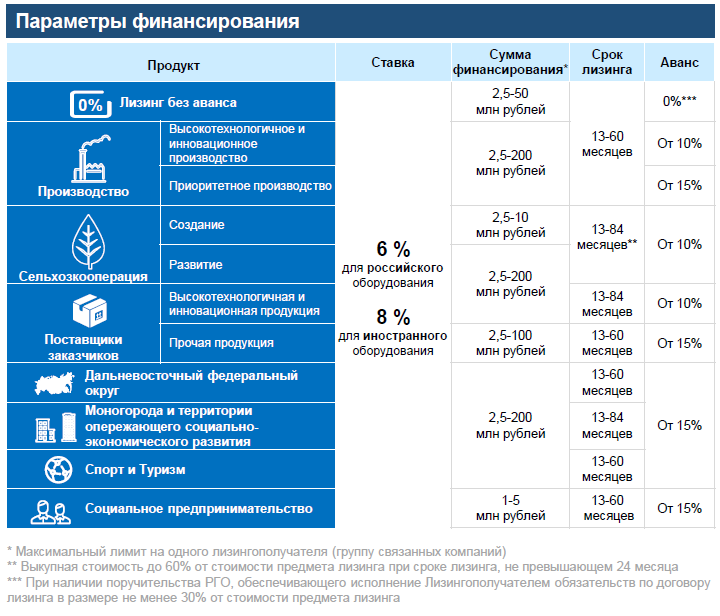 Параметры финансирования
Продукт
Ставка
Сумма
финансирования*
Срок
лизинга
Аванс
0%
Лизинг без аванса
2,5-50
млн рублей
0%***
Производство
Высокотехнологичное и
инновационное
производство
2,5-200
млн рублей
13-60
месяцев
От 10%
Приоритетное производство
От 15%
Сельхозкооперация
Создание
2,5-10
млн рублей
13-84
месяцев**
От 10%
Развитие
6 %
для российского
оборудования
8 %
для иностранного
оборудования
2,5-200
млн рублей
Поставщики
заказчиков
Высокотехнологичная и
инновационная продукция
13-84
месяцев
От 10%
Прочая продукция
2,5-100
млн рублей
13-60
месяцев
От 15%
Дальневосточный федеральный
округ
13-60
месяцев
Моногорода и территории
опережающего социально-
экономического развития
2,5-200
млн рублей
13-84
месяцев
От 15%
Спорт и Туризм
13-60
месяцев
Социальное предпринимательство
1-5
млн рублей
13-60
месяцев
От 15%
* Максимальный лимит на одного лизингополучателя (группу связанных компаний)
** Выкупная стоимость до 60% от стоимости предмета лизинга при сроке лизинга, не превышающем 24 месяца
*** При наличии поручительства РГО, обеспечивающего исполнение Лизингополучателем обязательств по договору
лизинга в размере не менее 30% от стоимости предмета лизинга